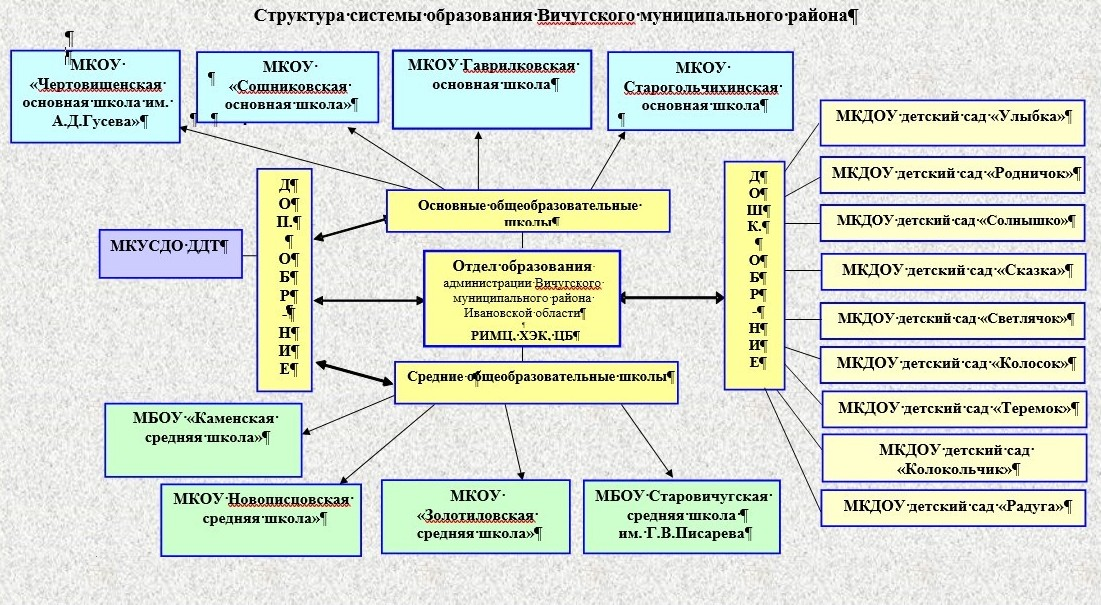 Структура системы образования Вичугского муниципального района¶
¶
¶МКОУ
«Чертовищенская
основная школа им.
А.Д.Гусева»¶
МКОУ
¶ «Сошниковская
основная школа»¶
¶ ¶
МКОУ Гаврилковская
основная школа¶
МКОУ
Старогольчихинская
основная школа¶
¶
Основные общеобразовательные
школы¶
Д¶
О¶
П.¶
¶
О¶
Б¶
Р¶
-¶
Н¶
И¶
Е¶
МКУСДО ДДТ¶
Отдел образования
администрации Вичугского
муниципального района
Ивановской области¶
¶
РИМЦ, ХЭК, ЦБ¶
Средние общеобразовательные школы¶
МБОУ «Каменская
средняя школа»¶
МКОУ Новописцовская
средняя школа»¶
МКОУ
«Золотиловская
средняя школа»¶
МБОУ Старовичугская
средняя школа ¶
им. Г.В.Писарева¶
Д¶
О¶
Ш¶
К.¶
¶
О¶
Б¶
Р¶
-¶
Н¶
И¶
Е¶
МКДОУ детский сад «Улыбка»¶
МКДОУ детский сад «Родничок»¶
МКДОУ детский сад «Солнышко»¶
МКДОУ детский сад «Сказка»¶
МКДОУ детский сад «Светлячок»¶
МКДОУ детский сад «Колосок»¶
МКДОУ детский сад «Теремок»¶
МКДОУ детский сад
«Колокольчик»¶
МКДОУ детский сад «Радуга»¶